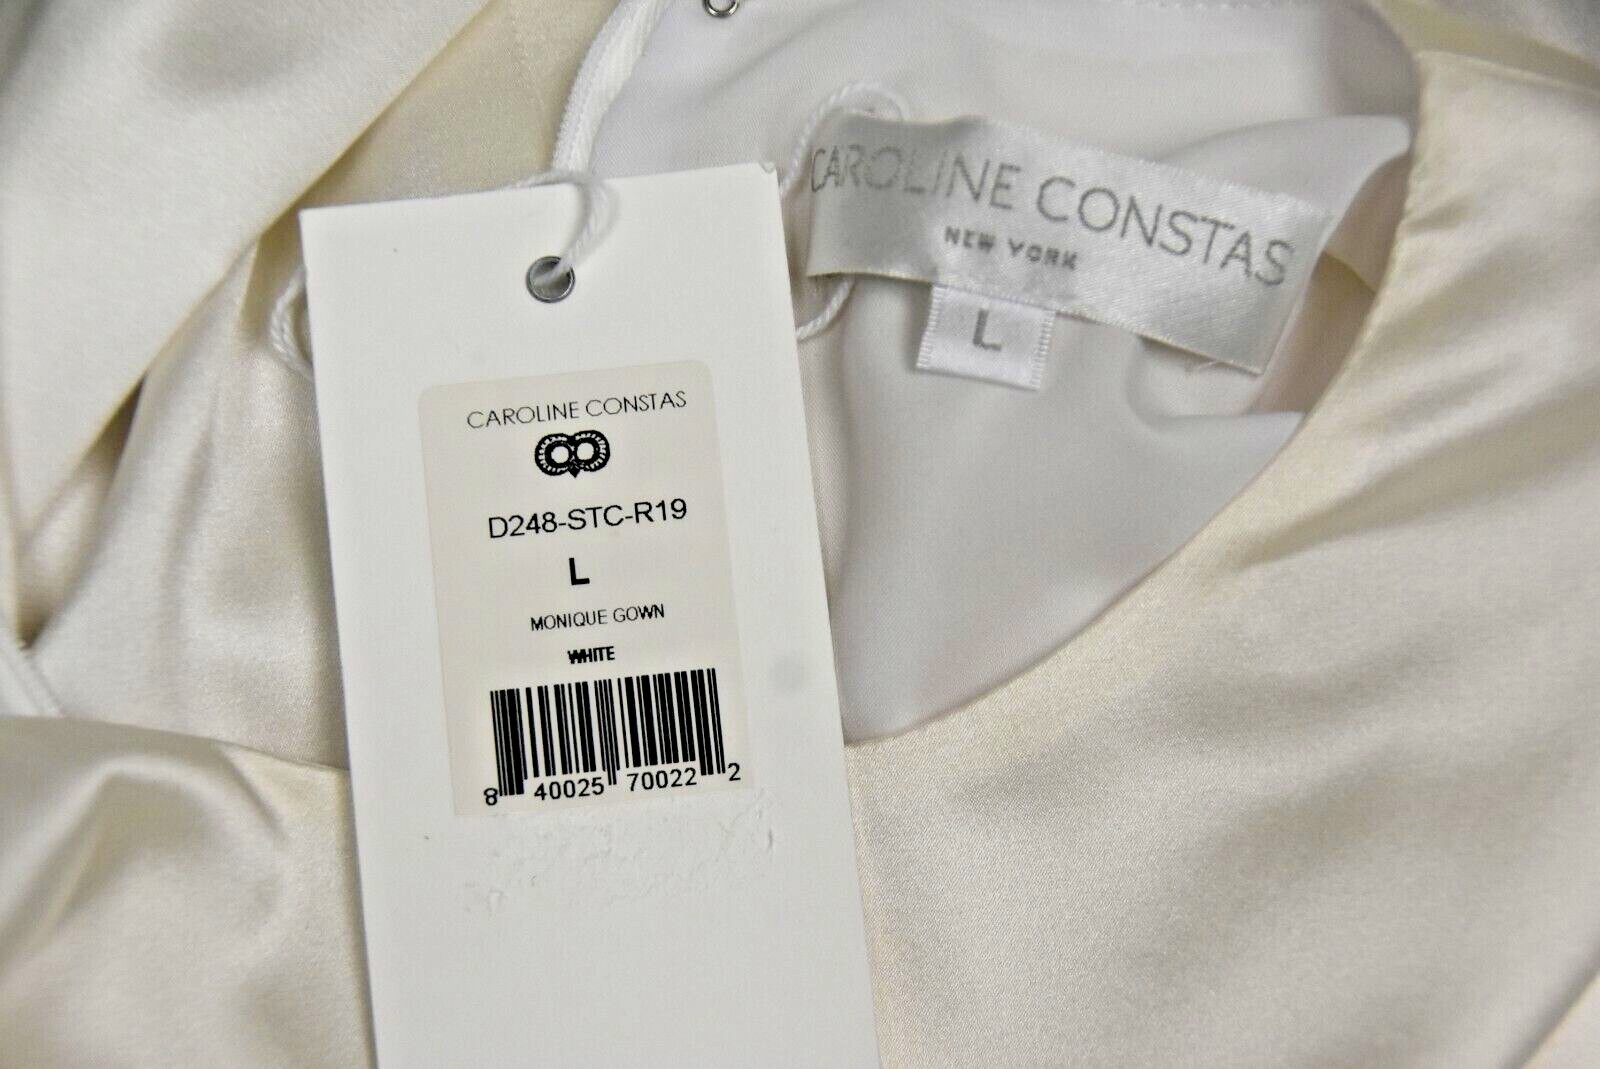 CAROLINE CONSTAS
NEW YORK
L
CAROLINE CONSTAS
D248-STC-R19
L
MONIQUE GOWN
WHITE
8 40025 70022 2